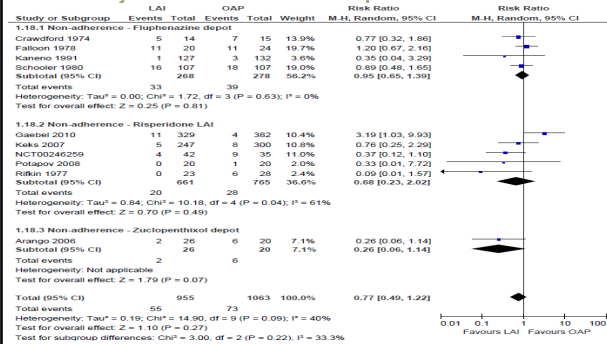 LAI OAP Risk Ratio Risk Ratio
Study or Subgroup Events Total Events Total Weight M-H, Random, 95% CI M-H, Random, 95% CI
1.18.1 Non-adherence - Fluphenazine depot
Crawdford 1974 5 14 7 15 13.9% 0.77 [0.32, 1.86]
Falloon 1978 11 20 11 24 1.20 [0.67, 2.16]
Kaneno 1991 1 127 3 132 0.35 [0.04, 3.29]
Schooler 1980 16 107 18 107 0.89 [0.48, 1.65]
Subtotal (95% CI) 268 278 0.95 [0.65, 1.39]
Total events 33 39
Heterogeneity: Tau² = 0.00; Chi² = 1.72, df = 3 (P = 0.63); I² = 0%
Test for overall effect: Z = 0.25 (P = 0.81)
1.18.2 Non-adherence - Risperidone LAI
Gaebel 2010 11 329 4 382 10.4% 3.19 [1.03, 9.93]
Keks 2007 5 247 8 300 10.4% 0.76 [0.25, 2.29]
NCT00246259 4 42 9 35 10.1% 0.37 [0.12, 1.10]
Potapov 2008 0 20 1 20 2.0% 0.33 [0.01, 7.72]
Rifkin 1977 0 23 6 28 0.09 [0.01, 1.57]
Subtotal (95% CI) 661 765 36.6% 0.68 [0.23, 2.02]
Total events 20 28
Heterogeneity: Tau² = 0.84; Chi² = 10.18, df = 4 (P = 0.04); I² = 61%
Test for overall effect: Z = 0.70 (P = 0.49)
1.18.3 Non-adherence - Zuclopenthixol depot
Arango 2006 2 26 6 20 7.1% 0.26 [0.06, 1.14]
Subtotal (95% CI) 26 20 7.1% 0.26 [0.06, 1.14]
Total events 2 6
Heterogeneity: Not applicable
Test for overall effect: Z = 1.79 (P = 0.07)
Total (95% CI) 955 1063 100.0% 0.77 [0.49, 1.22]
Total events 55 73
Heterogeneity: Tau² = 0.19; Chi² = 14.90, df = 9 (P = 0.09); I² = 40%
Test for overall effect: Z = 1.10 (P = 0.27)
Test for subgroup differences: Chi² = 3.00, df = 2 (P = 0.22), I² = 33.3%
0.01 0.1 1 10 100
Favours LAI Favours OAP